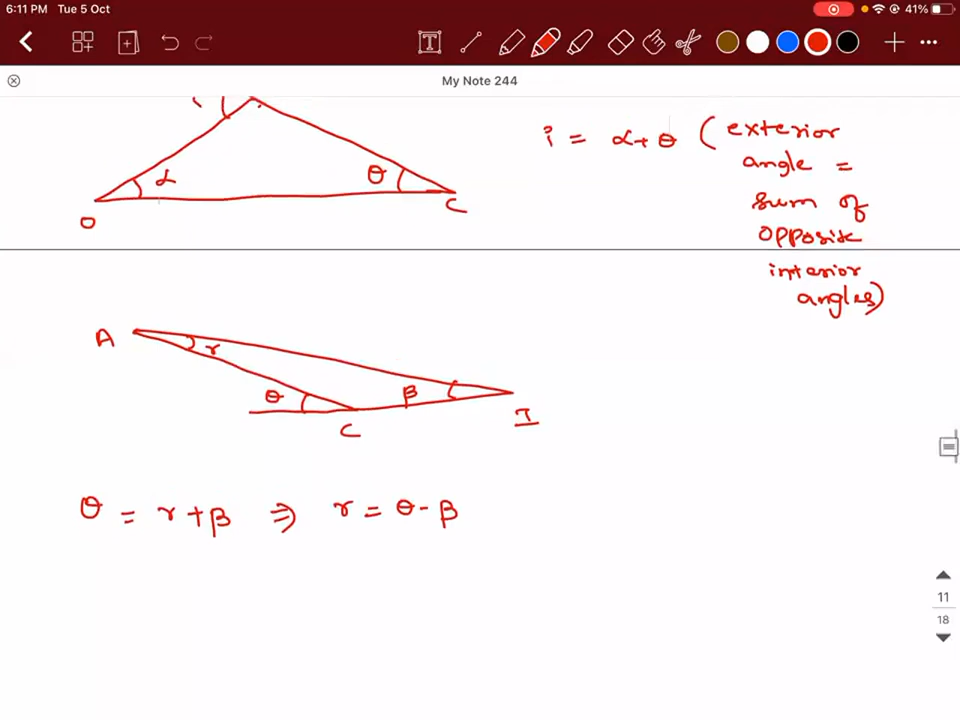 6:11 PM Tue 5 Oct
41%
My Note 244
i = α + θ (exterior
angle =
sum of
opposite
interior
angles)
i
α
θ
O
C
A
r
θ
β
C
I
θ = r + β ⇒ r = θ - β
11
18